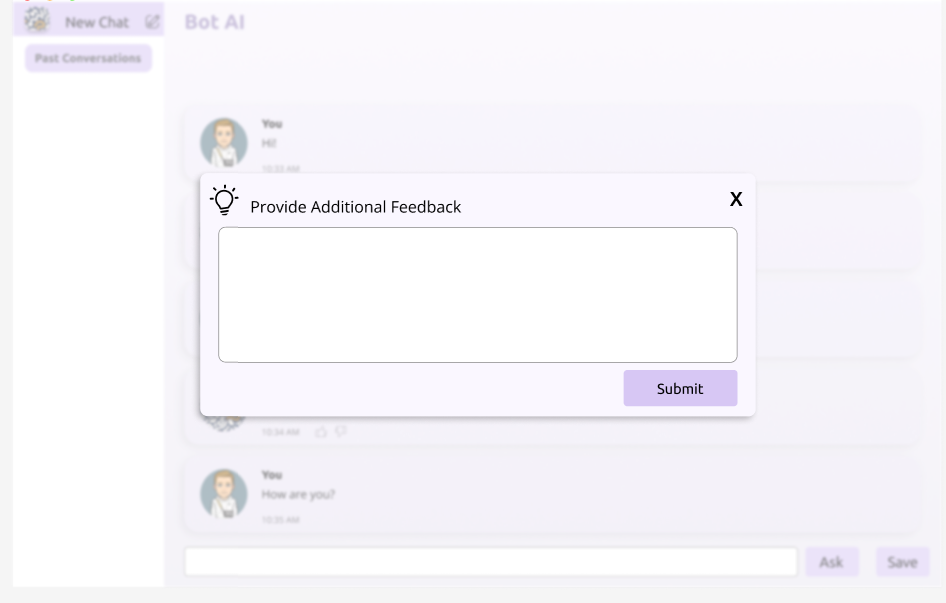 New Chat
Bot AI
Past Conversations
You
Hi!
10:33 AM
Provide Additional Feedback
X
Submit
10:34 AM
You
How are you?
10:35 AM
Ask
Save